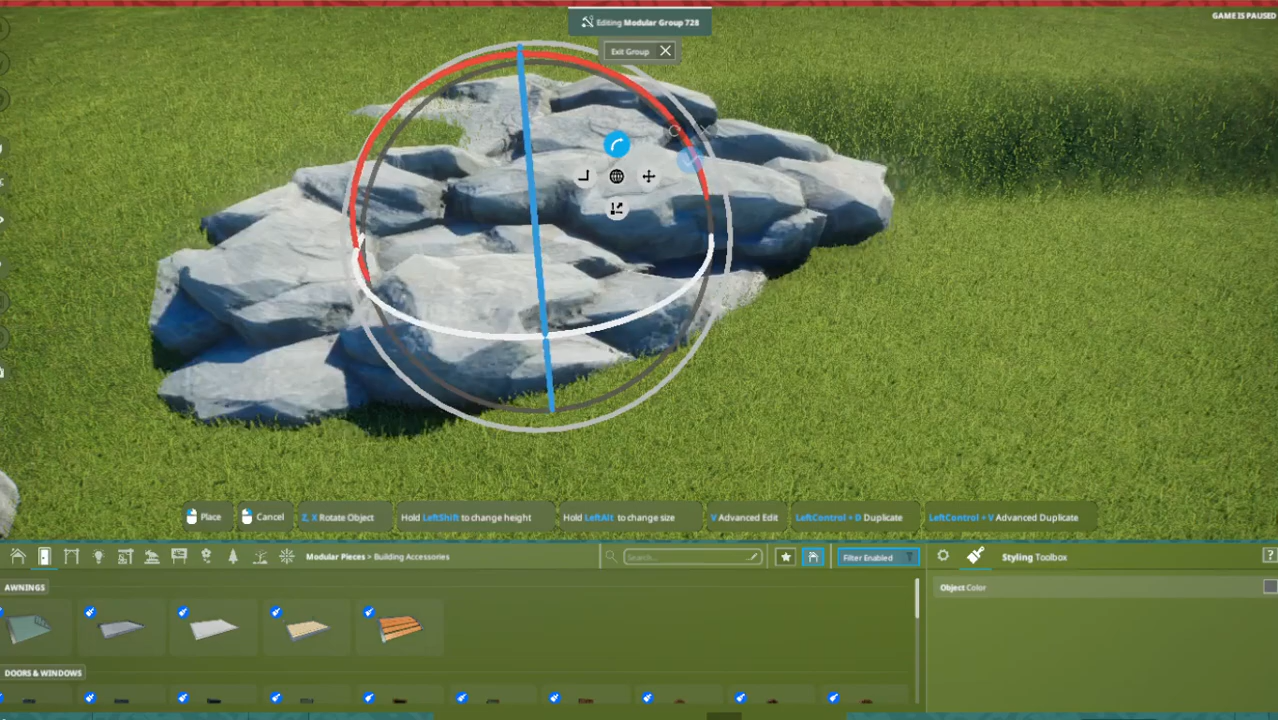 Editing Modular Group 728
GAME IS PAUSED
Exit Group
Place
Cancel
Z, X Rotate Object
Hold LeftShift to change height
Hold LeftAlt to change size
V Advanced Edit
LeftControl + D Duplicate
LeftControl + V Advanced Duplicate
Modular Pieces > Building Accessories
Search...
Filter Enabled
Styling Toolbox
?
AWNINGS
Object Color
DOORS & WINDOWS